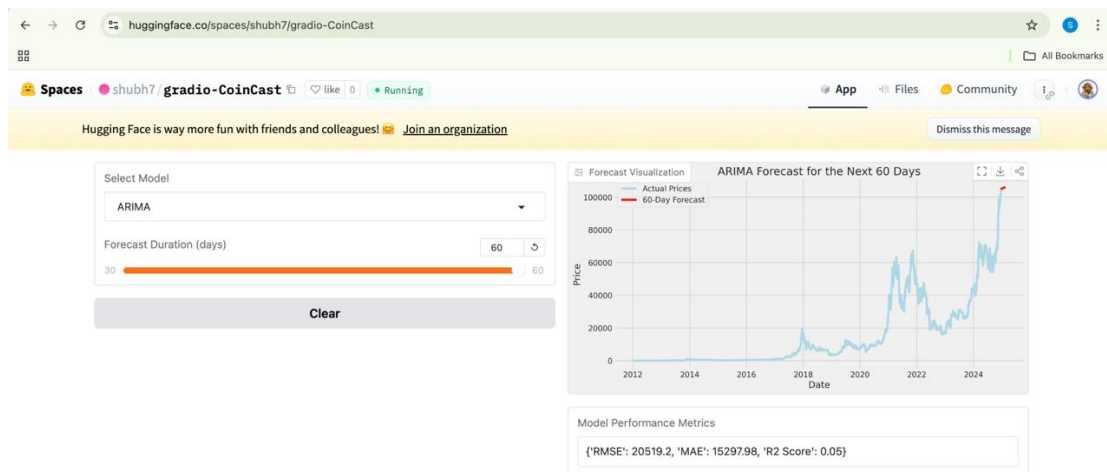 huggingface.co/spaces/shubh7/gradio-CoinCast
S
All Bookmarks
Spaces shubh7/gradio-CoinCast like 0 Running
App Files Community
Hugging Face is way more fun with friends and colleagues! Join an organization
Dismiss this message
Select Model
ARIMA
Forecast Duration (days)
60
30 60
Clear
Forecast Visualization
ARIMA Forecast for the Next 60 Days
Actual Prices
60-Day Forecast
Price
100000
80000
60000
40000
20000
0
2012 2014 2016 2018 2020 2022 2024
Date
Model Performance Metrics
{'RMSE': 20519.2, 'MAE': 15297.98, 'R2 Score': 0.05}